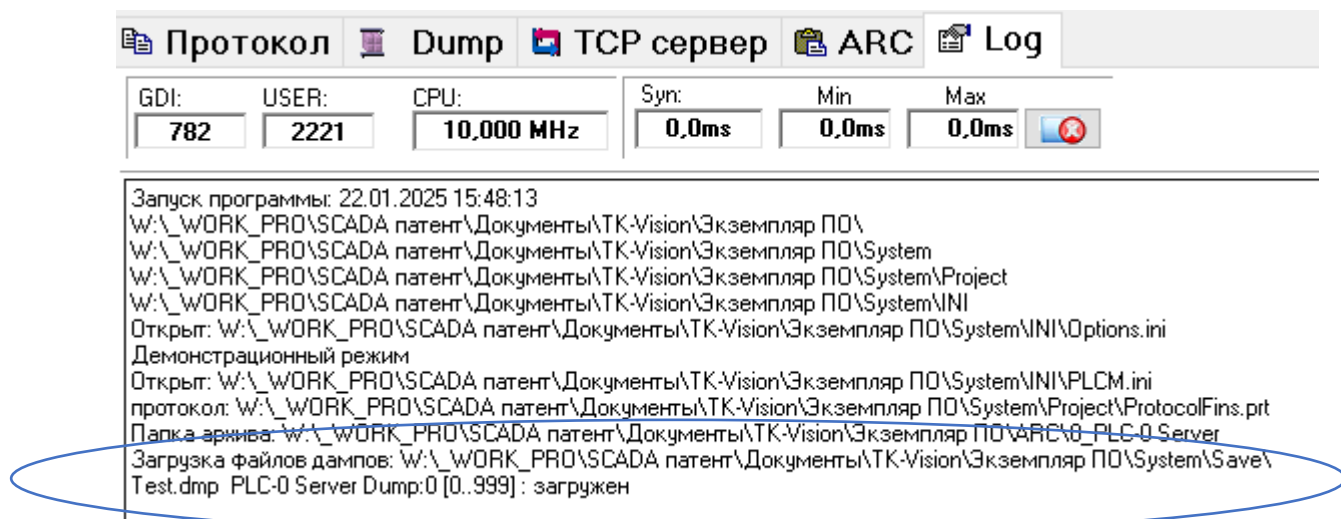 Протокол Dump TCP сервер ARC Log
GDI: USER: CPU: Syn: Min Max
782 2221 10,000 MHz 0,0ms 0,0ms 0,0ms
Запуск программы: 22.01.2025 15:48:13
W:\_WORK_PRO\SCADA патент\Документы\TK-Vision\Экземпляр ПО\
W:\_WORK_PRO\SCADA патент\Документы\TK-Vision\Экземпляр ПО\System
W:\_WORK_PRO\SCADA патент\Документы\TK-Vision\Экземпляр ПО\System\Project
W:\_WORK_PRO\SCADA патент\Документы\TK-Vision\Экземпляр ПО\System\INI
Открыт: W:\_WORK_PRO\SCADA патент\Документы\TK-Vision\Экземпляр ПО\System\INI\Options.ini
Демонстрационный режим
Открыт: W:\_WORK_PRO\SCADA патент\Документы\TK-Vision\Экземпляр ПО\System\INI\PLCM.ini
протокол: W:\_WORK_PRO\SCADA патент\Документы\TK-Vision\Экземпляр ПО\System\Project\ProtocolFins.prt
Папка архива: W:\_WORK_PRO\SCADA патент\Документы\TK-Vision\Экземпляр ПО\ARC\0_PLC-0 Server
Загрузка файлов дампов: W:\_WORK_PRO\SCADA патент\Документы\TK-Vision\Экземпляр ПО\System\Save\
Test.dmp PLC-0 Server Dump:0 [0..999] : загружен